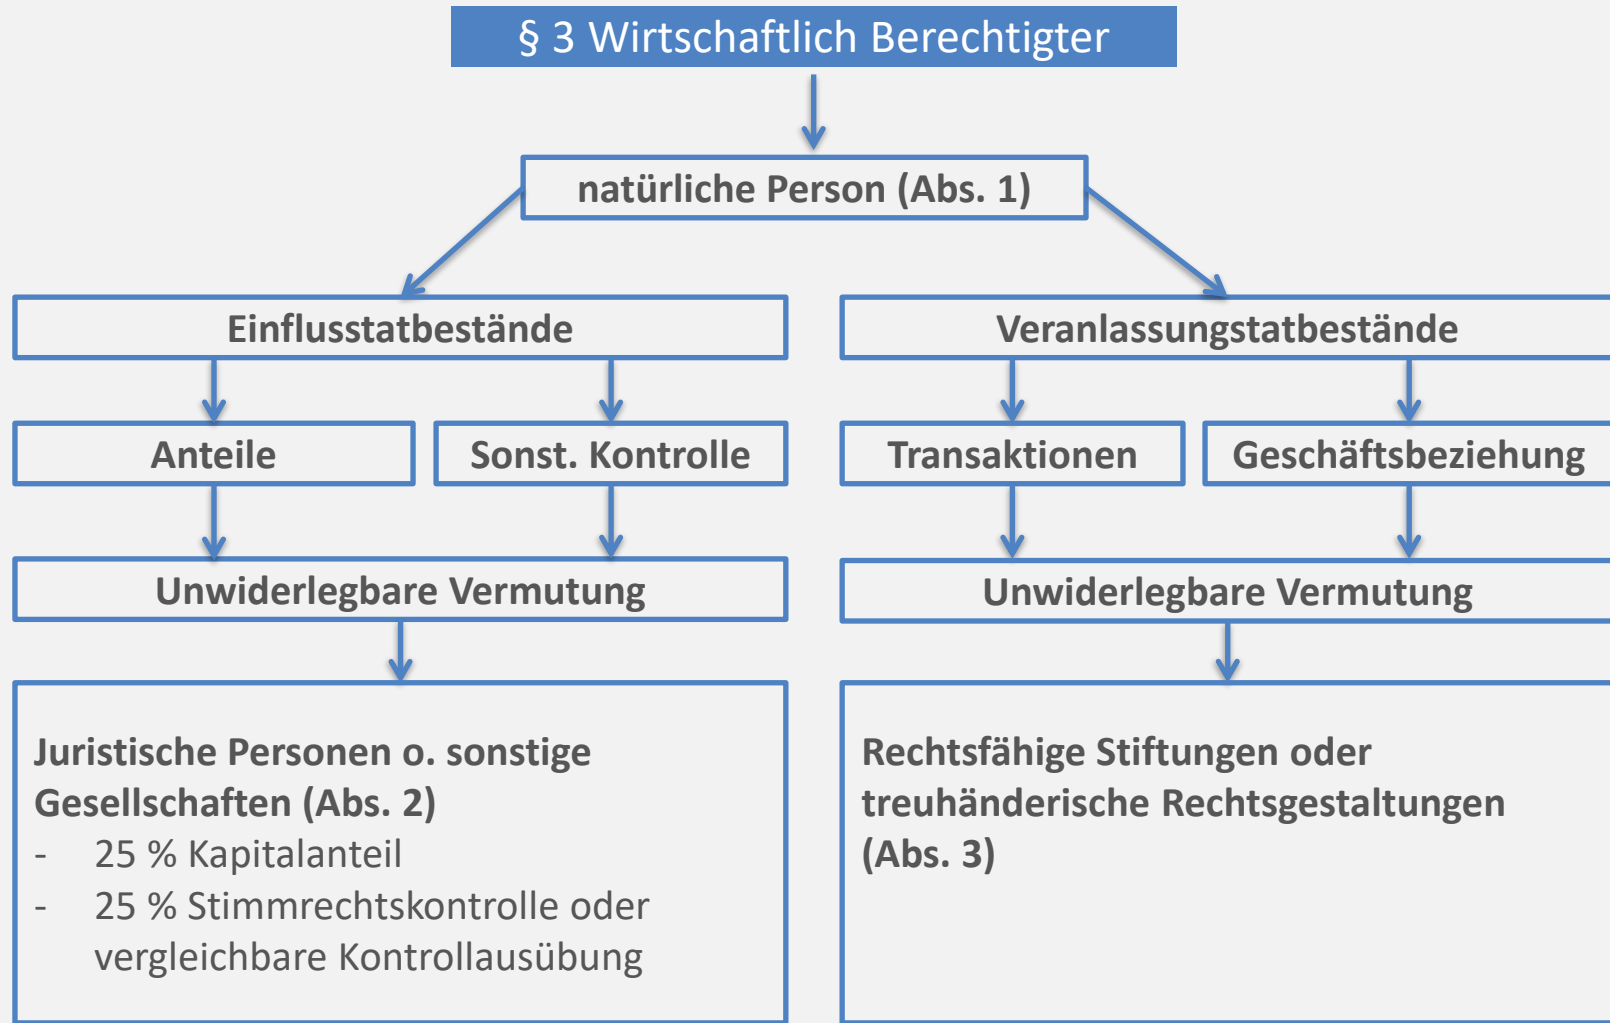 § 3 Wirtschaftlich Berechtigter
natürliche Person (Abs. 1)
Einflusstatbestände
Veranlassungstatbestände
Anteile
Sonst. Kontrolle
Transaktionen
Geschäftsbeziehung
Unwiderlegbare Vermutung
Unwiderlegbare Vermutung
Juristische Personen o. sonstige
Gesellschaften (Abs. 2)
- 25 % Kapitalanteil
- 25 % Stimmrechtskontrolle oder
vergleichbare Kontrollausübung
Rechtsfähige Stiftungen oder
treuhänderische Rechtsgestaltungen
(Abs. 3)